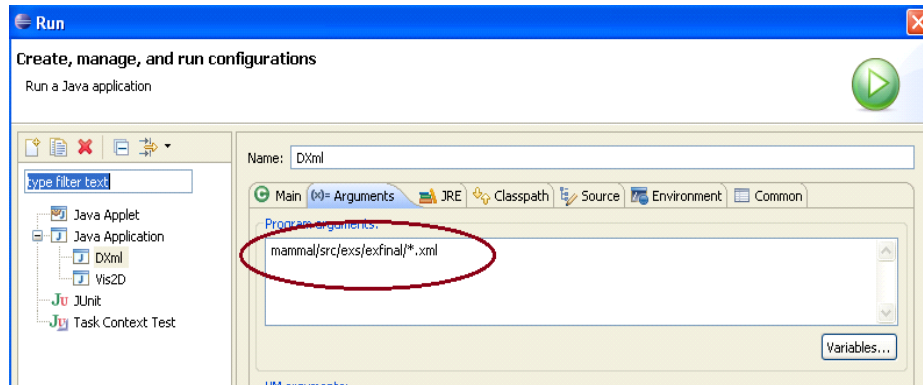 Run
Create, manage, and run configurations
Run a Java application
type filter text
Java Applet
Java Application
DXml
Vis2D
JUnit
Task Context Test
Name: DXml
Main (x)= Arguments JRE Classpath Source Environment Common
Program arguments:
mammal/src/exs/exfinal/*.xml
Variables...
VM arguments: